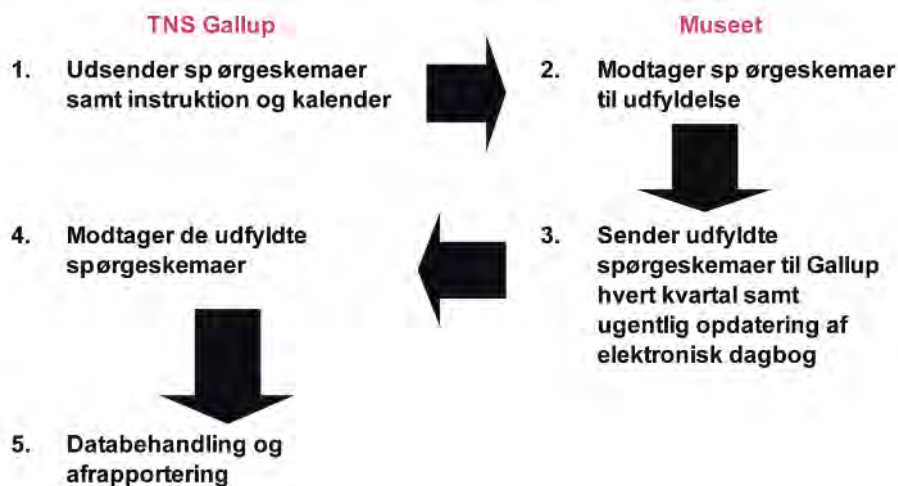 TNS Gallup
Museet
1. Udsender sp ørgeskemaer
samt instruktion og kalender
2. Modtager sp ørgeskemaer
til udfyldelse
3. Sender udfyldte
spørgeskemaer til Gallup
hvert kvartal samt
ugentlig opdatering af
elektronisk dagbog
4. Modtager de udfyldte
spørgeskemaer
5. Databehandling og
afrapportering